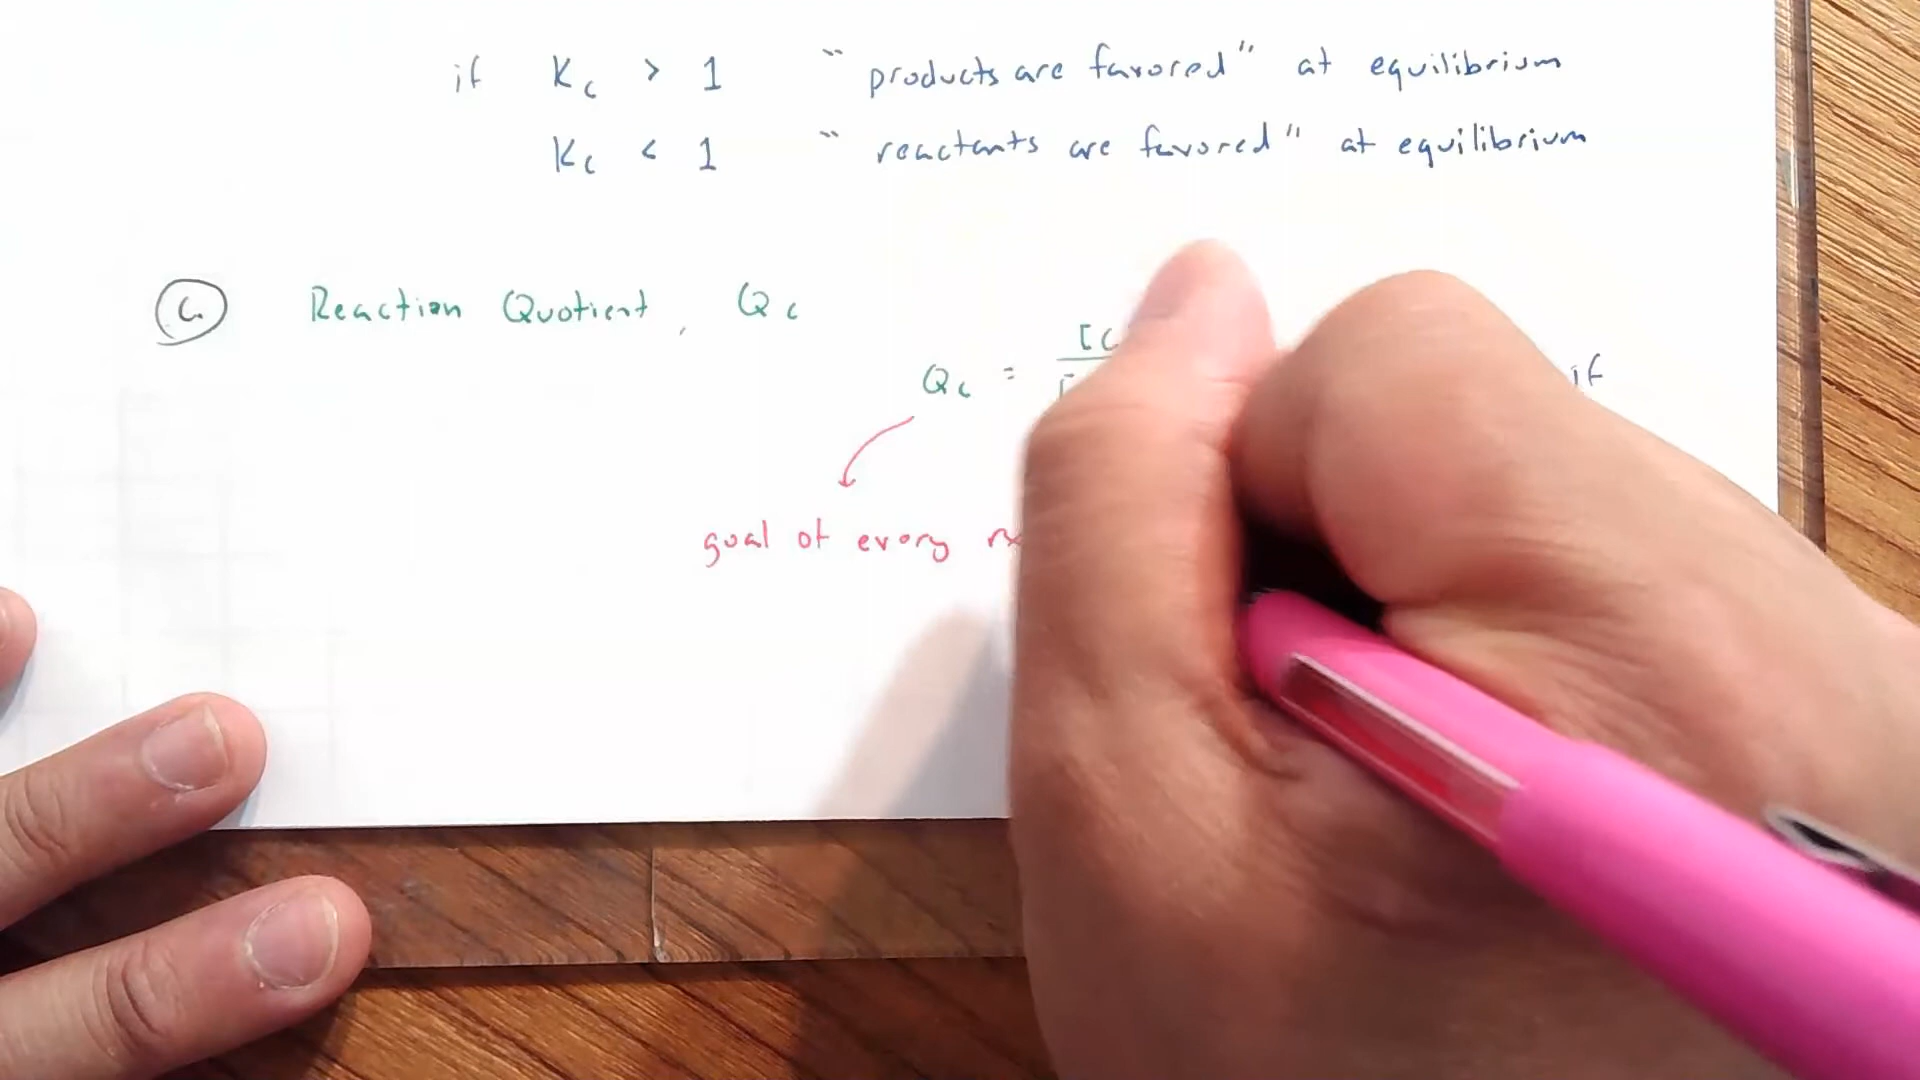 if Kc > 1 “products are favored” at equilibrium
Kc < 1 “reactants are favored” at equilibrium
Reaction Quotient, Qc
Qc = if
goal of every